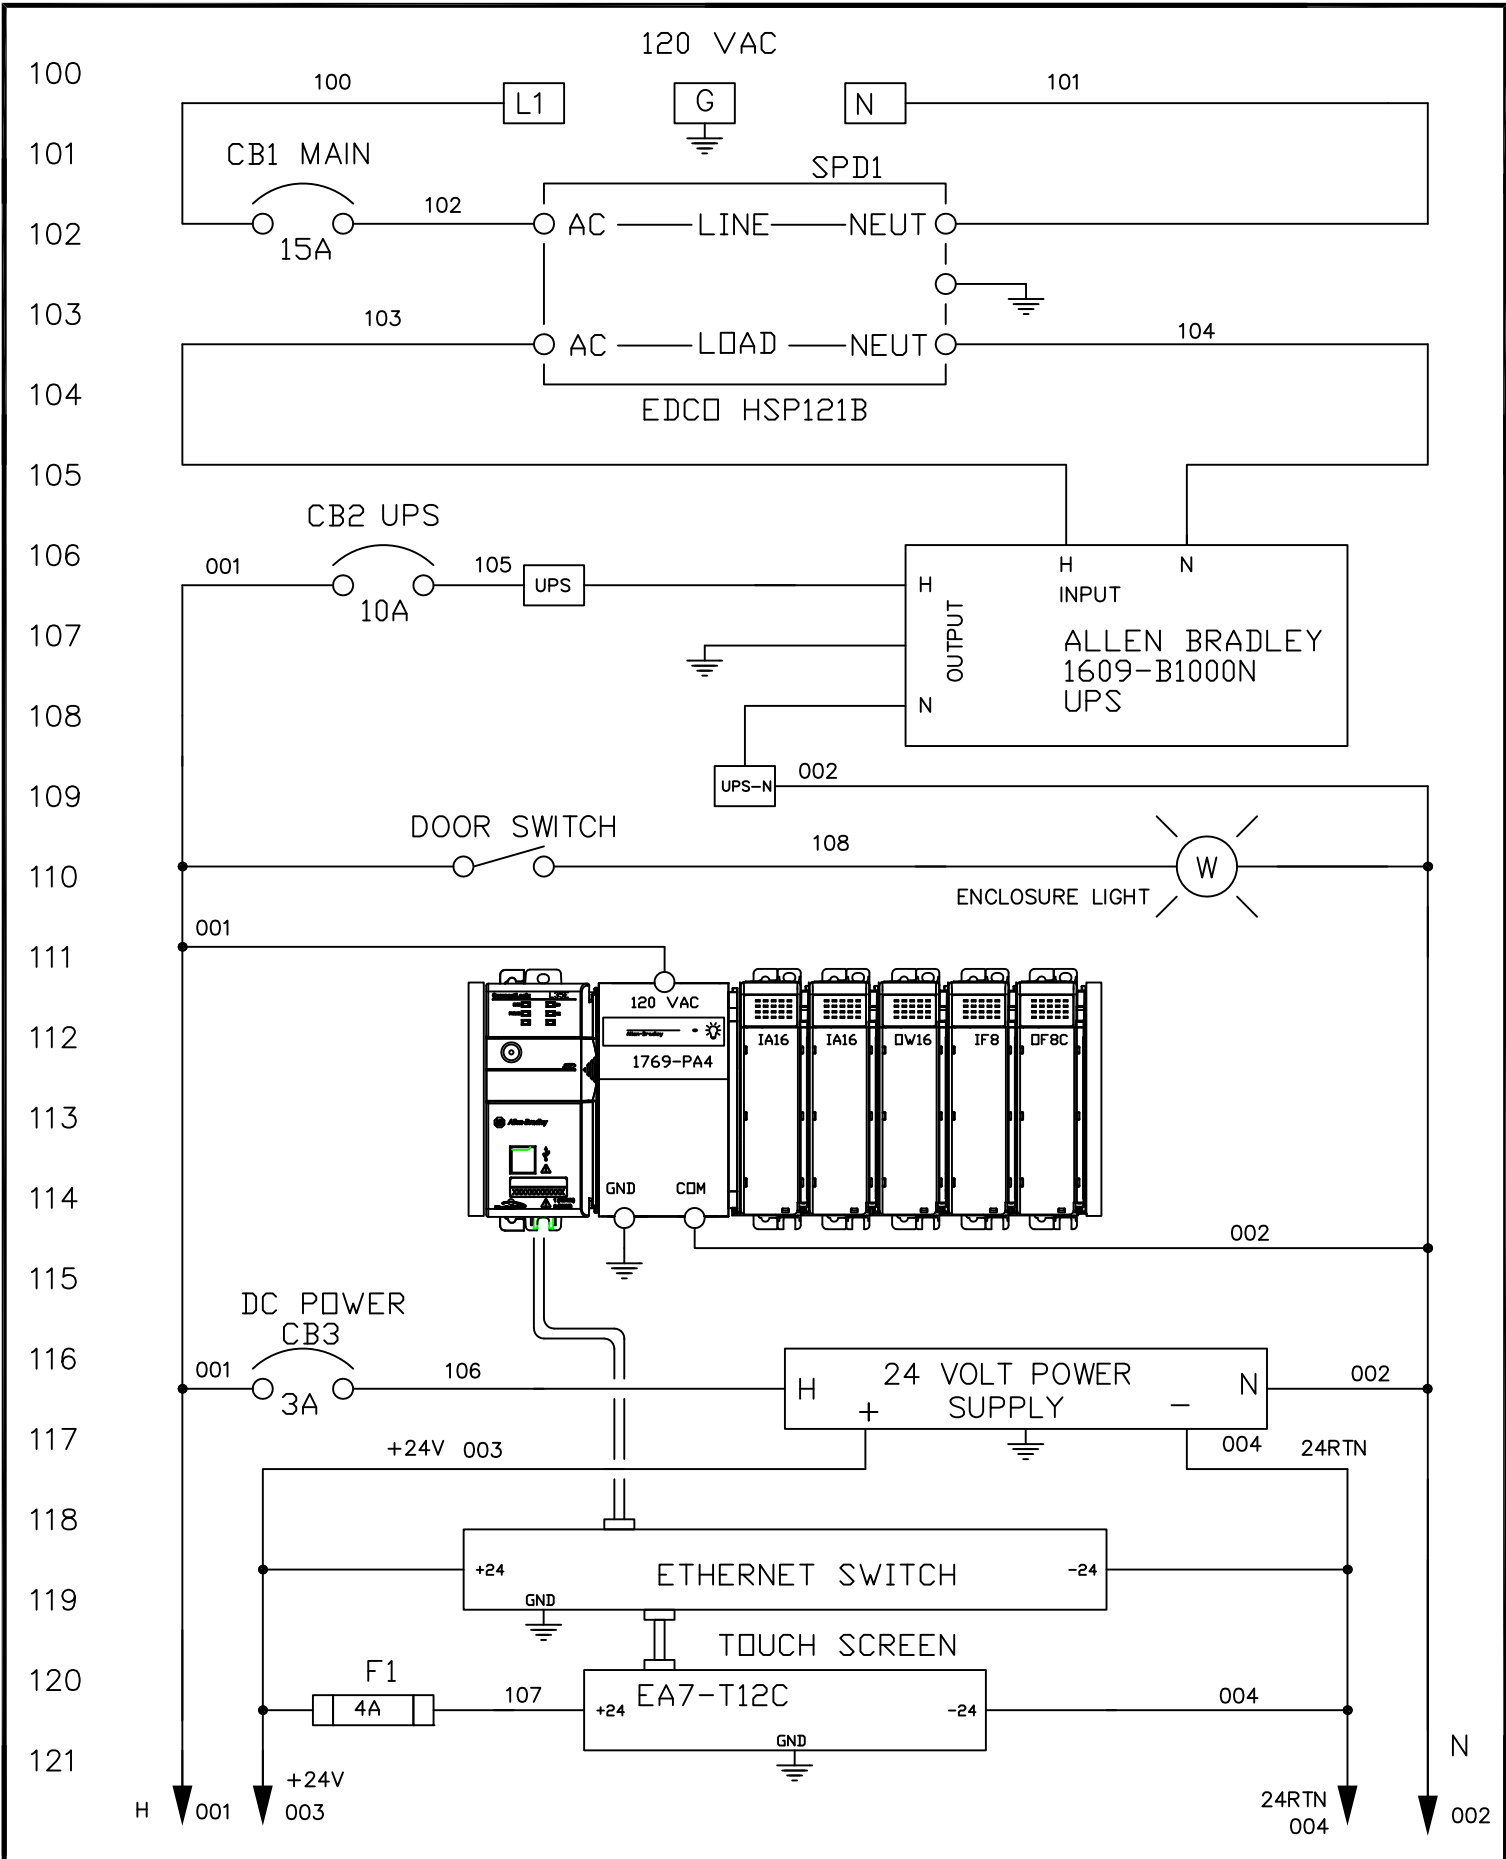 120 VAC
100
100
L1
G
N
101
101
CB1 MAIN
SPD1
102
102
15A
AC
LINE
NEUT
103
103
AC
LOAD
NEUT
104
104
EDCO HSP121B
105
CB2 UPS
106
001
105
UPS
10A
H
OUTPUT
N
H
N
INPUT
ALLEN BRADLEY
1609-B1000N
UPS
107
108
UPS-N
002
109
DOOR SWITCH
108
W
110
ENCLOSURE LIGHT
001
111
120 VAC
112
Allen-Bradley
1769-PA4
IA16
IA16
OW16
IF8
OF8C
113
Allen-Bradley
114
GND
COM
002
115
DC POWER
CB3
116
001
3A
106
H
24 VOLT POWER
SUPPLY
N
+
-
002
117
+24V
003
004
24RTN
118
+24
ETHERNET SWITCH
-24
119
GND
TOUCH SCREEN
120
F1
4A
107
+24
EA7-T12C
-24
004
GND
121
N
H
001
+24V
003
24RTN
004
002